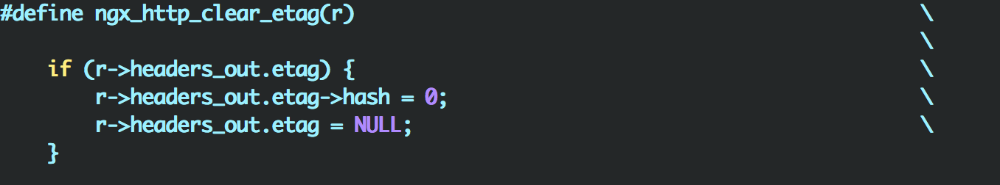 #define ngx_http_clear_etag(r) \
\
if (r->headers_out.etag) { \
r->headers_out.etag->hash = 0; \
r->headers_out.etag = NULL; \
}